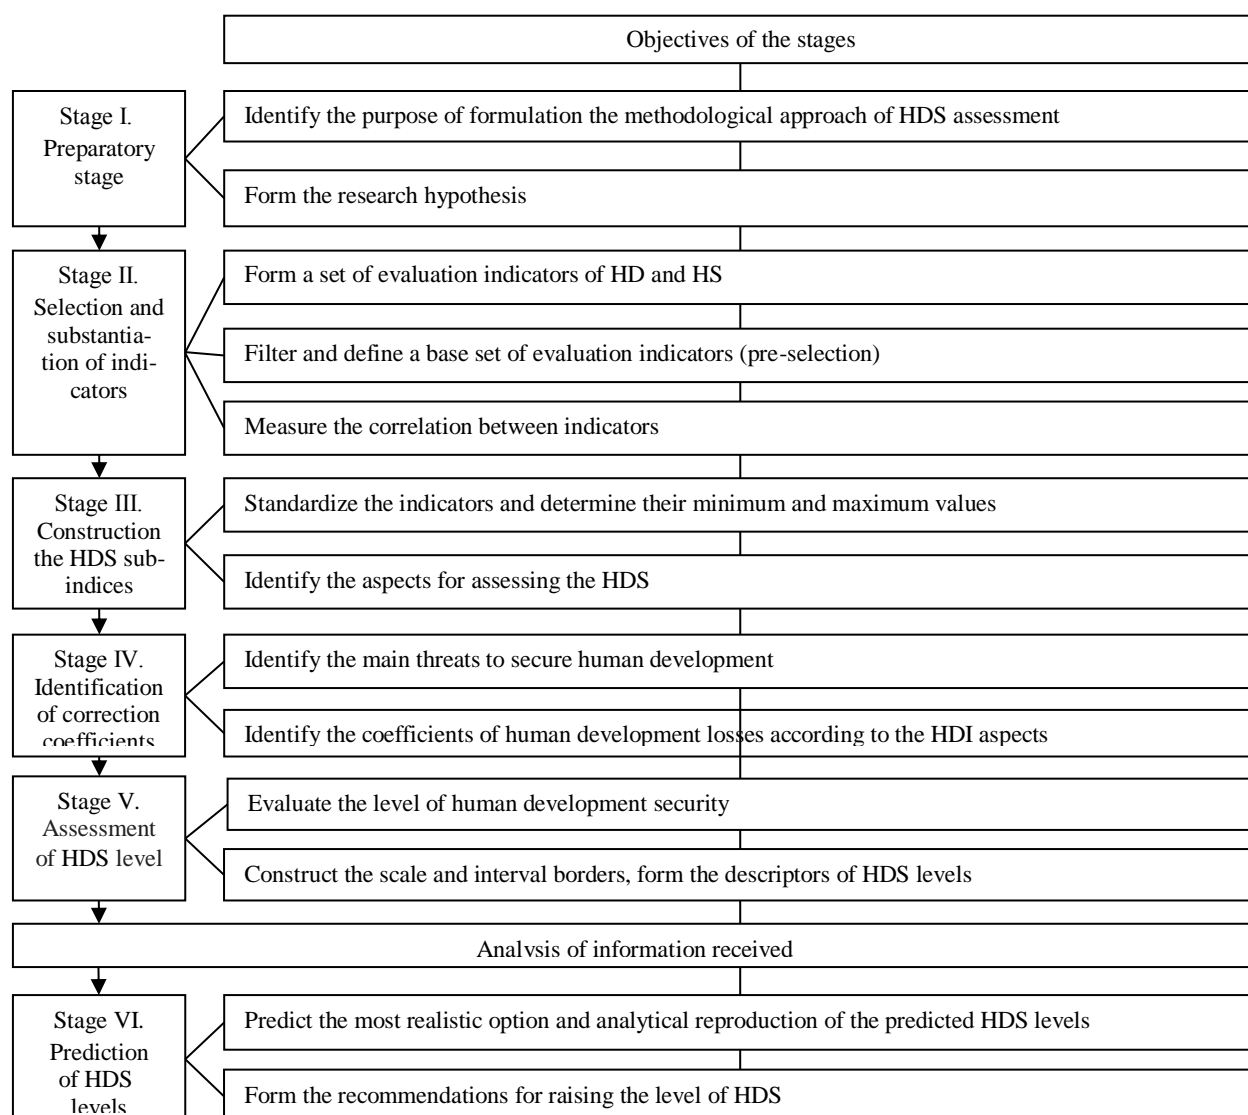 Objectives of the stages
Stage I.
Preparatory
stage
Identify the purpose of formulation the methodological approach of HDS assessment
Form the research hypothesis
Stage II.
Selection and
substantia-
tion of indi-
cators
Form a set of evaluation indicators of HD and HS
Filter and define a base set of evaluation indicators (pre-selection)
Measure the correlation between indicators
Stage III.
Construction
the HDS sub-
indices
Standardize the indicators and determine their minimum and maximum values
Identify the aspects for assessing the HDS
Stage IV.
Identification
of correction
coefficients
Identify the main threats to secure human development
Identify the coefficients of human development losses according to the HDI aspects
Stage V.
Assessment
of HDS level
Evaluate the level of human development security
Construct the scale and interval borders, form the descriptors of HDS levels
Analysis of information received
Stage VI.
Prediction
of HDS
levels
Predict the most realistic option and analytical reproduction of the predicted HDS levels
Form the recommendations for raising the level of HDS